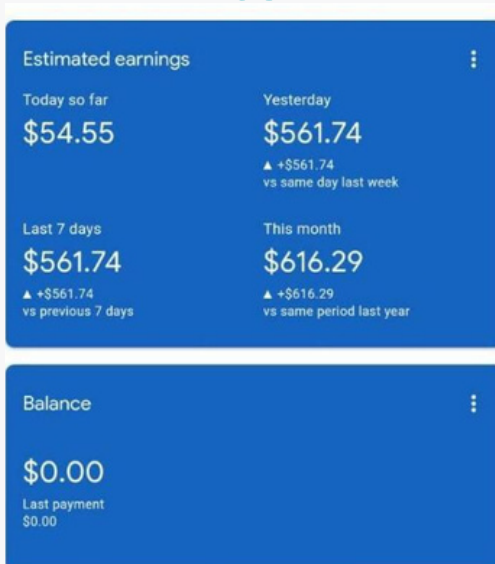 Estimated earnings
Today so far
$54.55
Yesterday
$561.74
▲ +$561.74
vs same day last week
Last 7 days
$561.74
▲ +$561.74
vs previous 7 days
This month
$616.29
▲ +$616.29
vs same period last year
Balance
$0.00
Last payment
$0.00